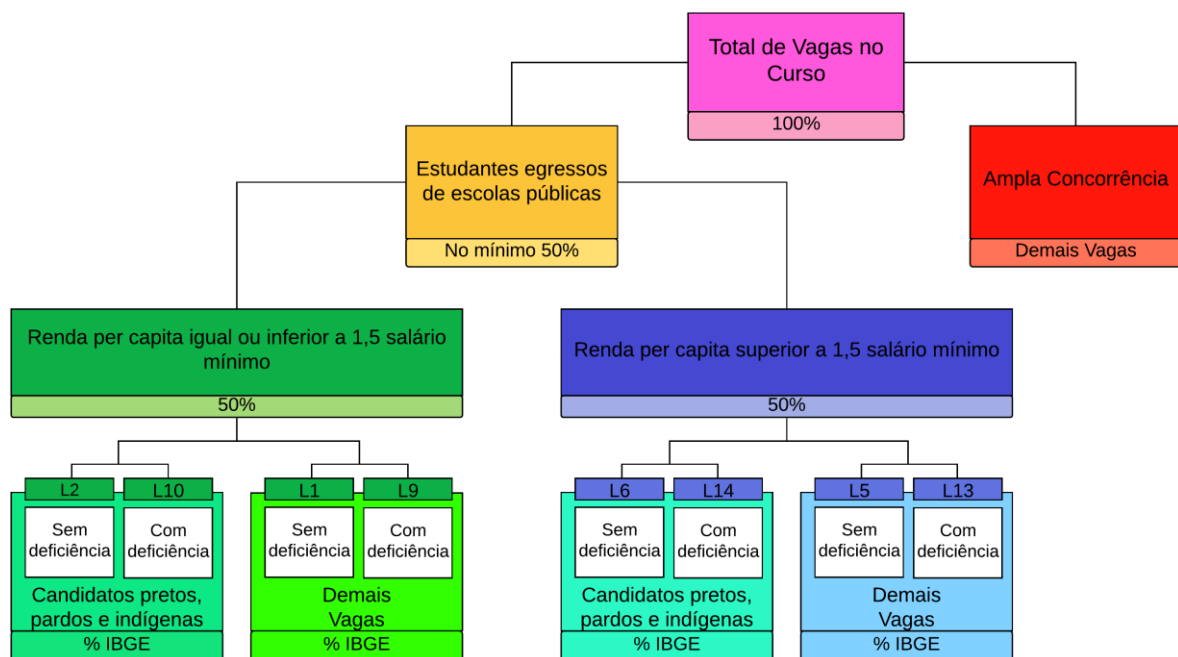 Total de Vagas no
Curso
100%
Estudantes egressos
de escolas públicas
No mínimo 50%
Ampla Concorrência
Demais Vagas
Renda per capita igual ou inferior a 1,5 salário
mínimo
50%
Renda per capita superior a 1,5 salário mínimo
50%
L2
L10
Sem
deficiência
Com
deficiência
Candidatos pretos,
pardos e indígenas
% IBGE
L1
L9
Sem
deficiência
Com
deficiência
Demais
Vagas
% IBGE
L6
L14
Sem
deficiência
Com
deficiência
Candidatos pretos,
pardos e indígenas
% IBGE
L5
L13
Sem
deficiência
Com
deficiência
Demais
Vagas
% IBGE